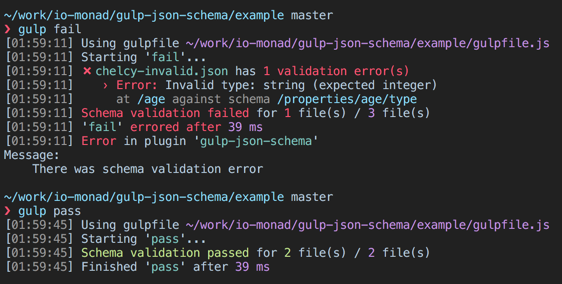 ~/work/io-monad/gulp-json-schema/example master
❯ gulp fail
[01:59:11] Using gulpfile ~/work/io-monad/gulp-json-schema/example/gulpfile.js
[01:59:11] Starting 'fail'...
[01:59:11] ✗ chelcy-invalid.json has 1 validation error(s)
[01:59:11]    › Error: Invalid type: string (expected integer)
[01:59:11]      at /age against schema /properties/age/type
[01:59:11] Schema validation failed for 1 file(s) / 3 file(s)
[01:59:11] 'fail' errored after 39 ms
[01:59:11] Error in plugin 'gulp-json-schema'
Message:
    There was schema validation error
~/work/io-monad/gulp-json-schema/example master
❯ gulp pass
[01:59:45] Using gulpfile ~/work/io-monad/gulp-json-schema/example/gulpfile.js
[01:59:45] Starting 'pass'...
[01:59:45] Schema validation passed for 2 file(s) / 2 file(s)
[01:59:45] Finished 'pass' after 39 ms